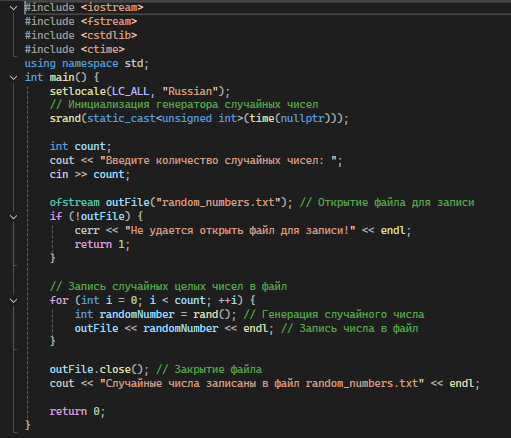 #include <iostream>
#include <fstream>
#include <cstdlib>
#include <ctime>
using namespace std;
int main() {
    setlocale(LC_ALL, "Russian");
    // Инициализация генератора случайных чисел
    srand(static_cast<unsigned int>(time(nullptr)));

    int count;
    cout << "Введите количество случайных чисел: ";
    cin >> count;

    ofstream outFile("random_numbers.txt"); // Открытие файла для записи
    if (!outFile) {
        cerr << "Не удается открыть файл для записи!" << endl;
        return 1;
    }

    // Запись случайных целых чисел в файл
    for (int i = 0; i < count; ++i) {
        int randomNumber = rand(); // Генерация случайного числа
        outFile << randomNumber << endl; // Запись числа в файл
    }

    outFile.close(); // Закрытие файла
    cout << "Случайные числа записаны в файл random_numbers.txt" << endl;

    return 0;
}